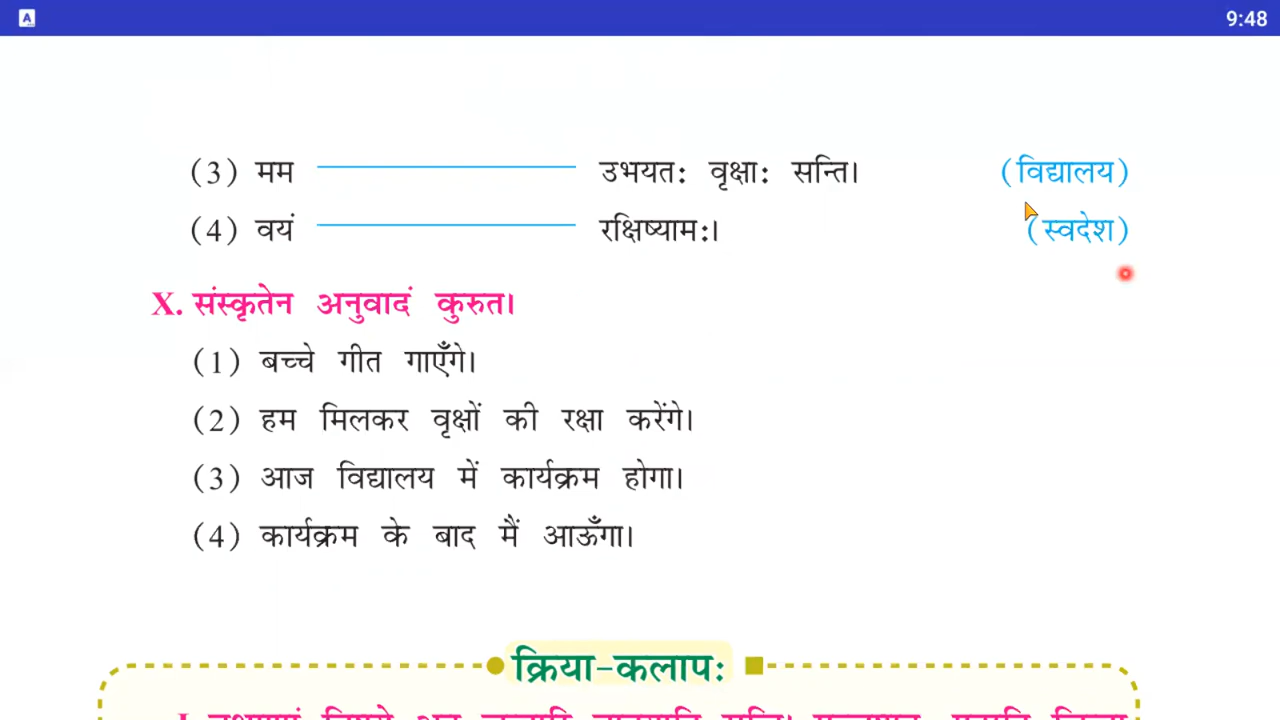 A
9:48
(3) मम उभयतः वृक्षाः सन्ति। (विद्यालय)
(4) वयं रक्षिष्यामः। (स्वदेश)
X. संस्कृतेन अनुवादं कुरुत।
(1) बच्चे गीत गाएँगे।
(2) हम मिलकर वृक्षों की रक्षा करेंगे।
(3) आज विद्यालय में कार्यक्रम होगा।
(4) कार्यक्रम के बाद मैं आऊँगा।
क्रिया-कलापः